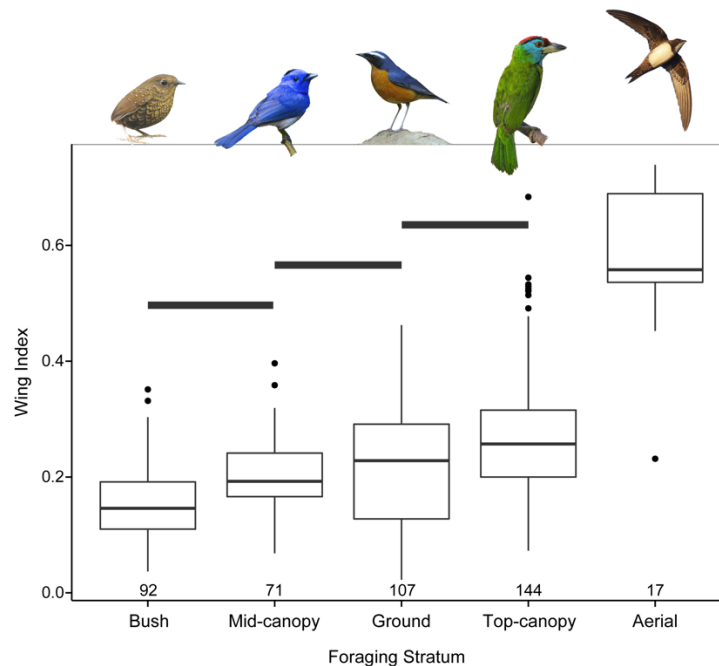 0.6
0.4
0.2
0.0
Wing Index
92 71 107 144 17
Bush Mid-canopy Ground Top-canopy Aerial
Foraging Stratum